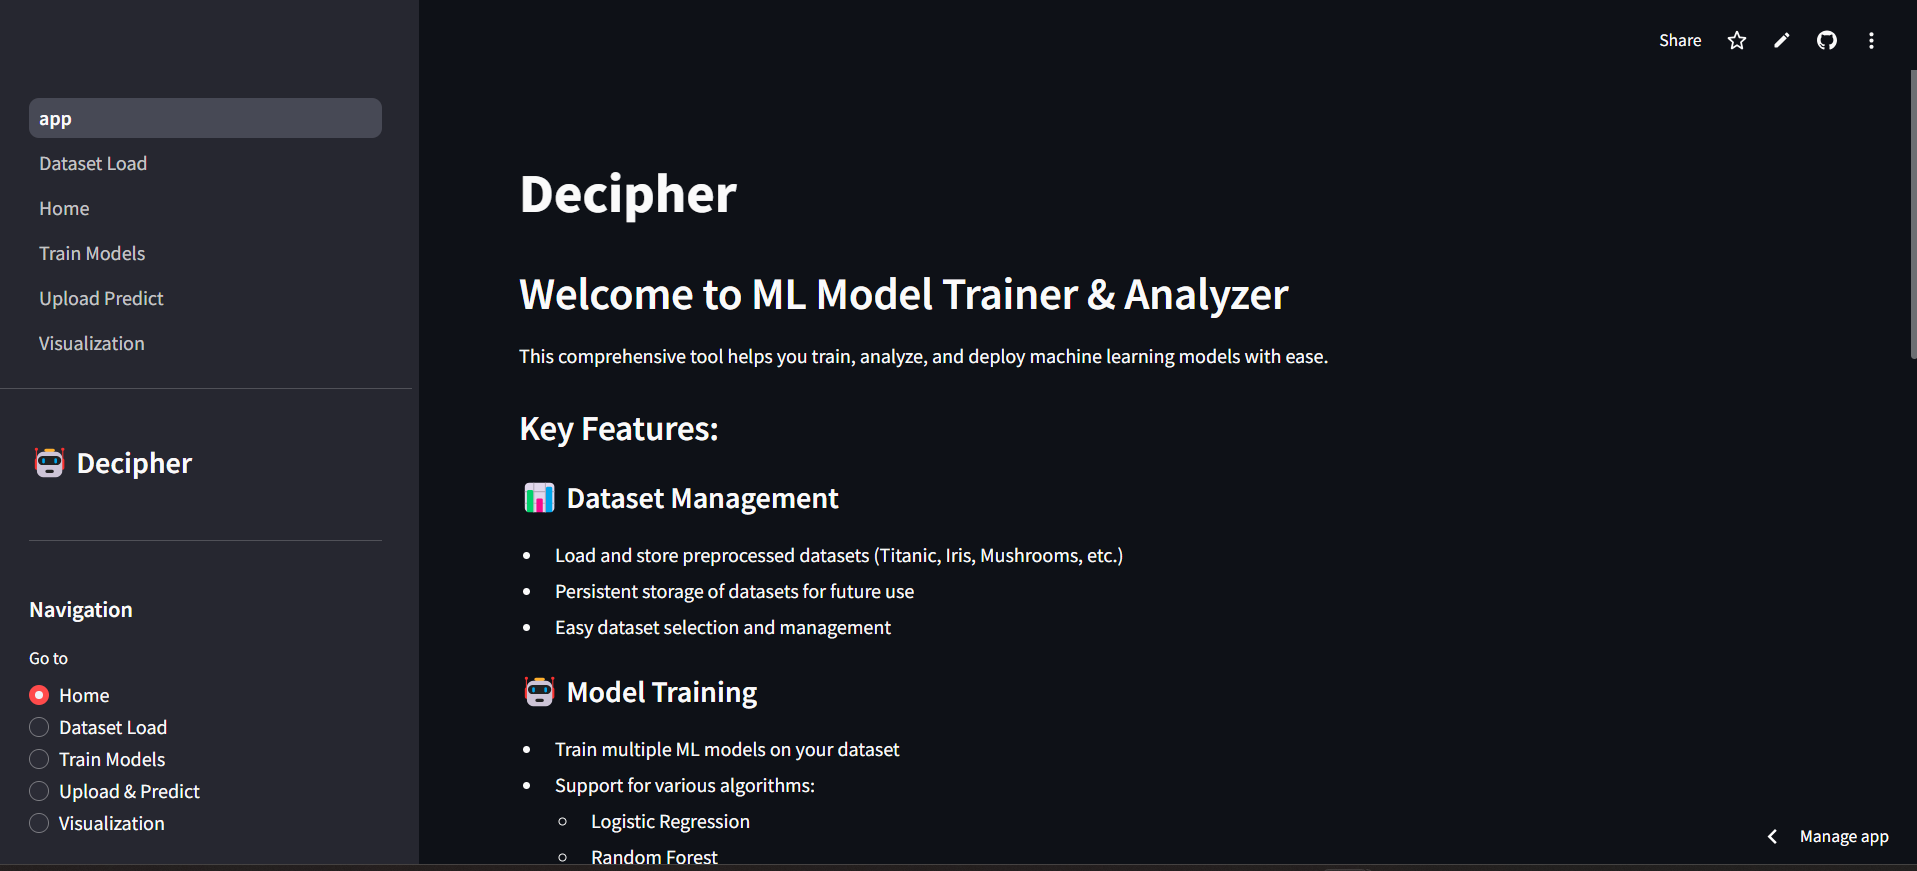 Share
app
Dataset Load
Home
Train Models
Upload Predict
Visualization
Decipher
Navigation
Go to
Home
Dataset Load
Train Models
Upload & Predict
Visualization
Decipher
Welcome to ML Model Trainer & Analyzer
This comprehensive tool helps you train, analyze, and deploy machine learning models with ease.
Key Features:
Dataset Management
Load and store preprocessed datasets (Titanic, Iris, Mushrooms, etc.)
Persistent storage of datasets for future use
Easy dataset selection and management
Model Training
Train multiple ML models on your dataset
Support for various algorithms:
Logistic Regression
Random Forest
Manage app